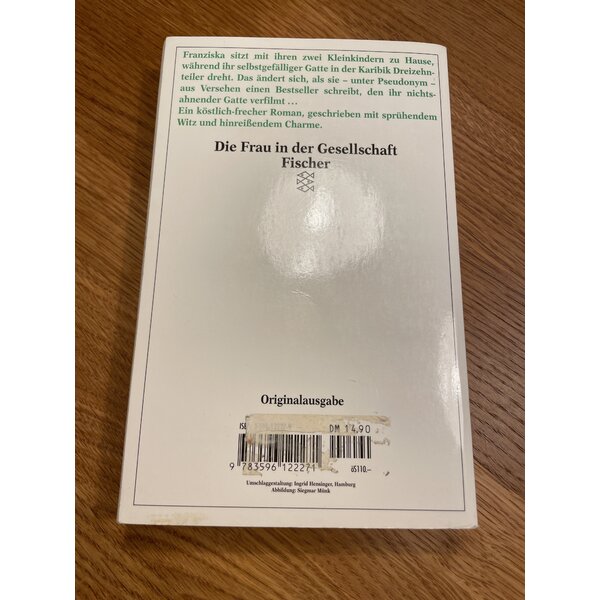 Franziska sitzt mit ihren zwei Kleinkindern zu Hause,
während ihr selbstgefälliger Gatte in der Karibik Dreizehn-
teiler dreht. Das ändert sich, als sie – unter Pseudonym –
aus Versehen einen Bestseller schreibt, den ihr nichts-
ahnender Gatte verfilmt ...
Ein köstlich-frecher Roman, geschrieben mit sprühendem
Witz und hinreißendem Charme.
Die Frau in der Gesellschaft
Fischer
Originalausgabe
DM 14.90
9 783596 122271
öS110.–
Umschlaggestaltung: Ingrid Hensinger, Hamburg
Abbildung: Siegmar Münk